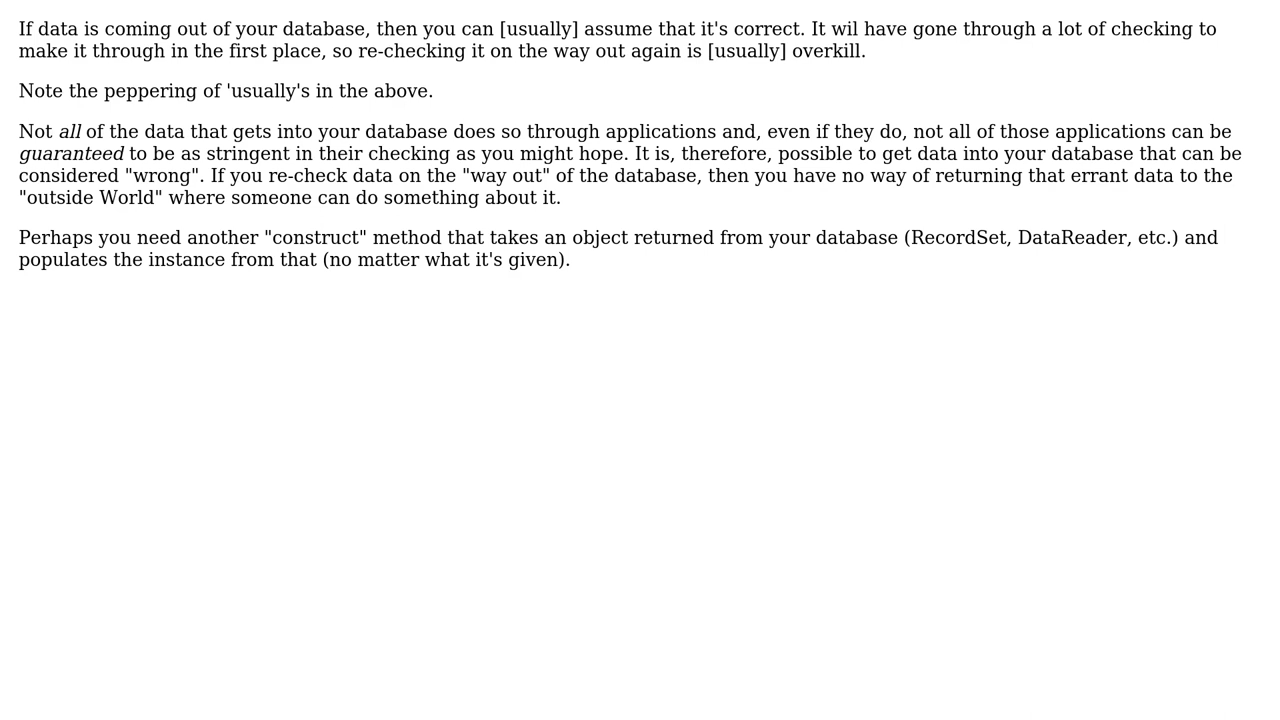 If data is coming out of your database, then you can [usually] assume that it's correct. It wil have gone through a lot of checking to
make it through in the first place, so re-checking it on the way out again is [usually] overkill.
Note the peppering of 'usually's in the above.
Not all of the data that gets into your database does so through applications and, even if they do, not all of those applications can be
guaranteed to be as stringent in their checking as you might hope. It is, therefore, possible to get data into your database that can be
considered "wrong". If you re-check data on the "way out" of the database, then you have no way of returning that errant data to the
"outside World" where someone can do something about it.
Perhaps you need another "construct" method that takes an object returned from your database (RecordSet, DataReader, etc.) and
populates the instance from that (no matter what it's given).